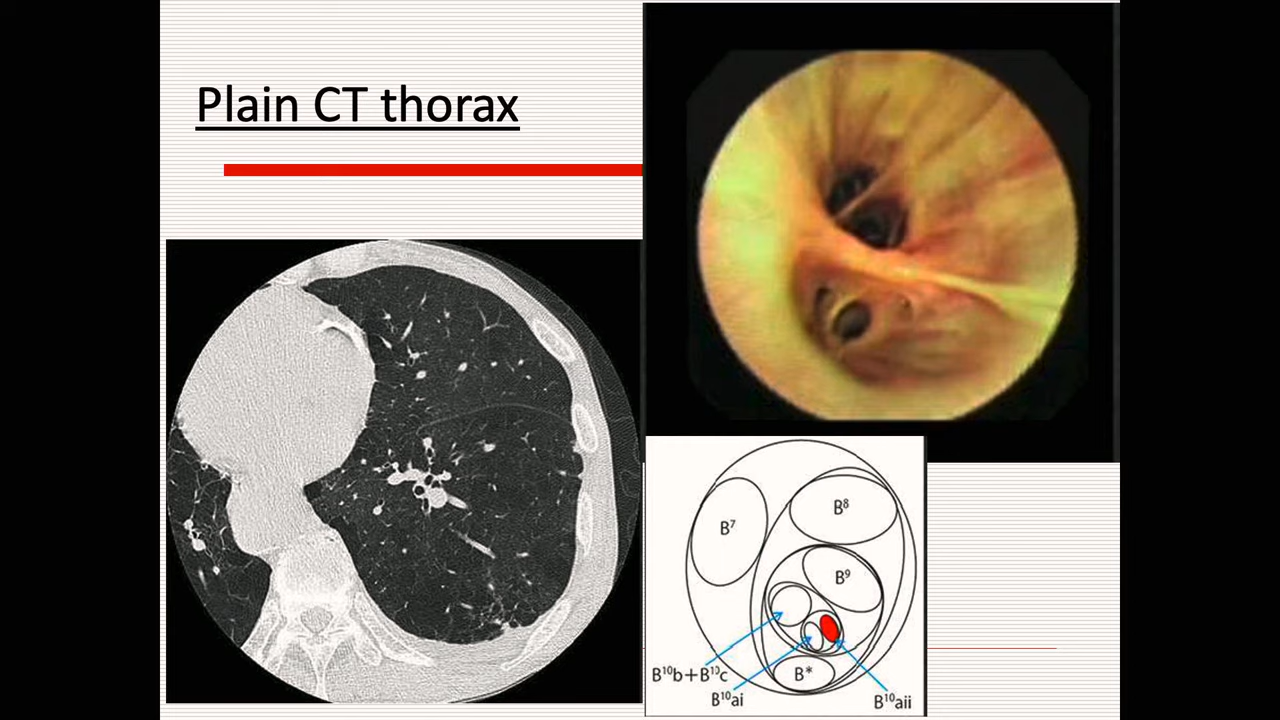 Plain CT thorax
B⁷
B⁸
B⁹
B¹⁰b+B¹⁰c
B*
B¹⁰ai
B¹⁰aii